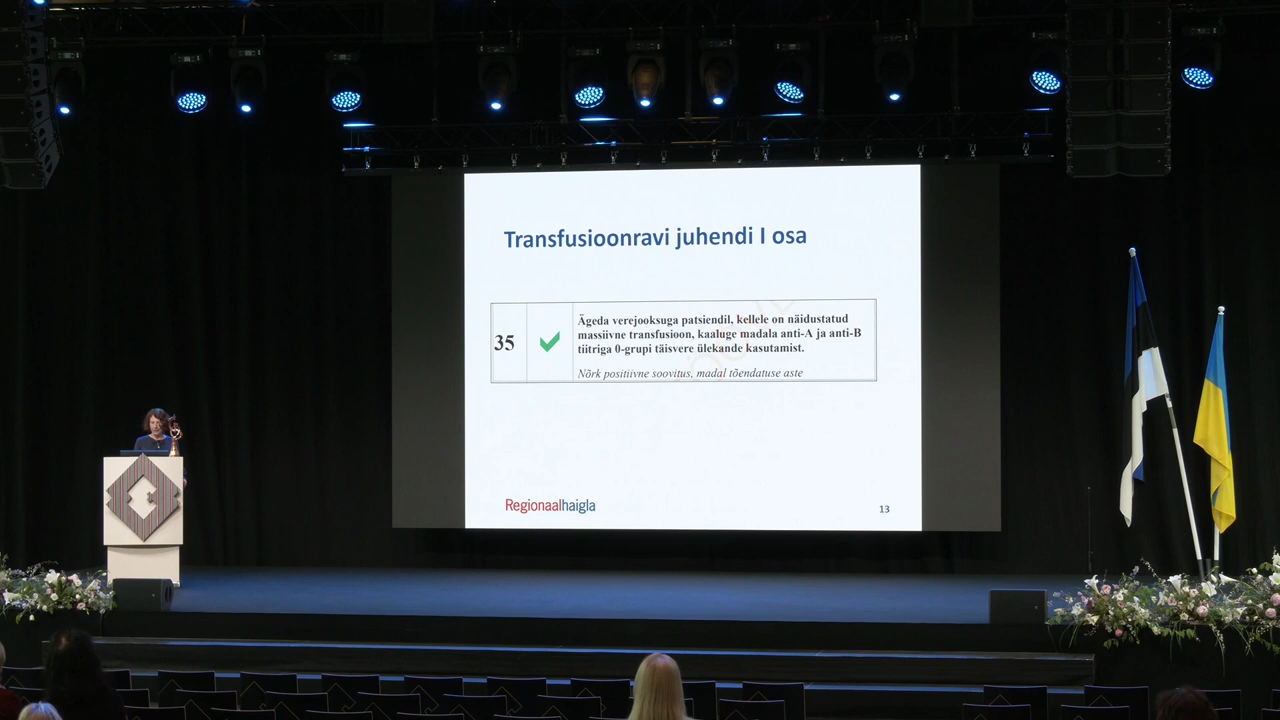 Transfusioonravi juhendi I osa
35
Ägeda verejooksuga patsiendil, kellele on näidustatud
massiivne transfusioon, kaaluge madala anti-A ja anti-B
tiitriga 0-grupi täisvere ülekande kasutamist.
Nõrk positiivne soovitus, madal tõendatuse aste
Regionaalhaigla
13